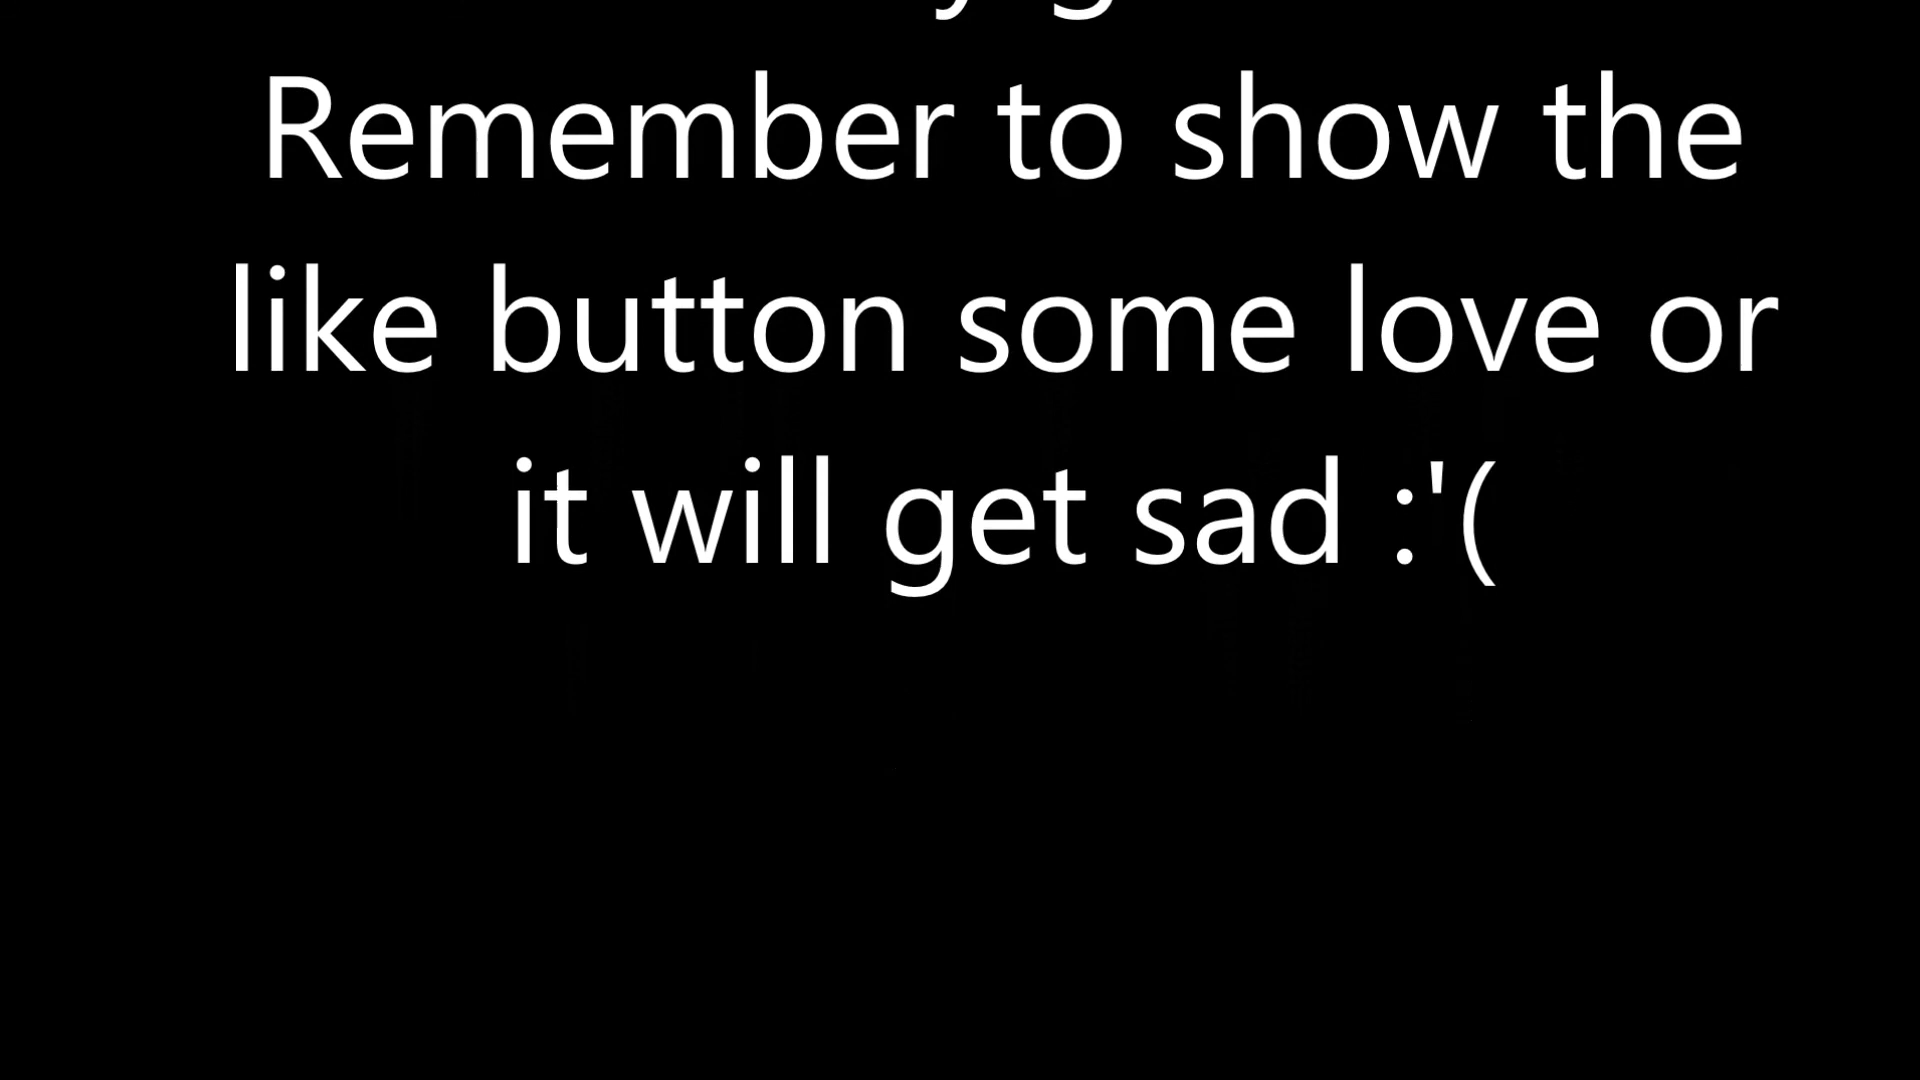 Remember to show the
like button some love or
it will get sad :'(